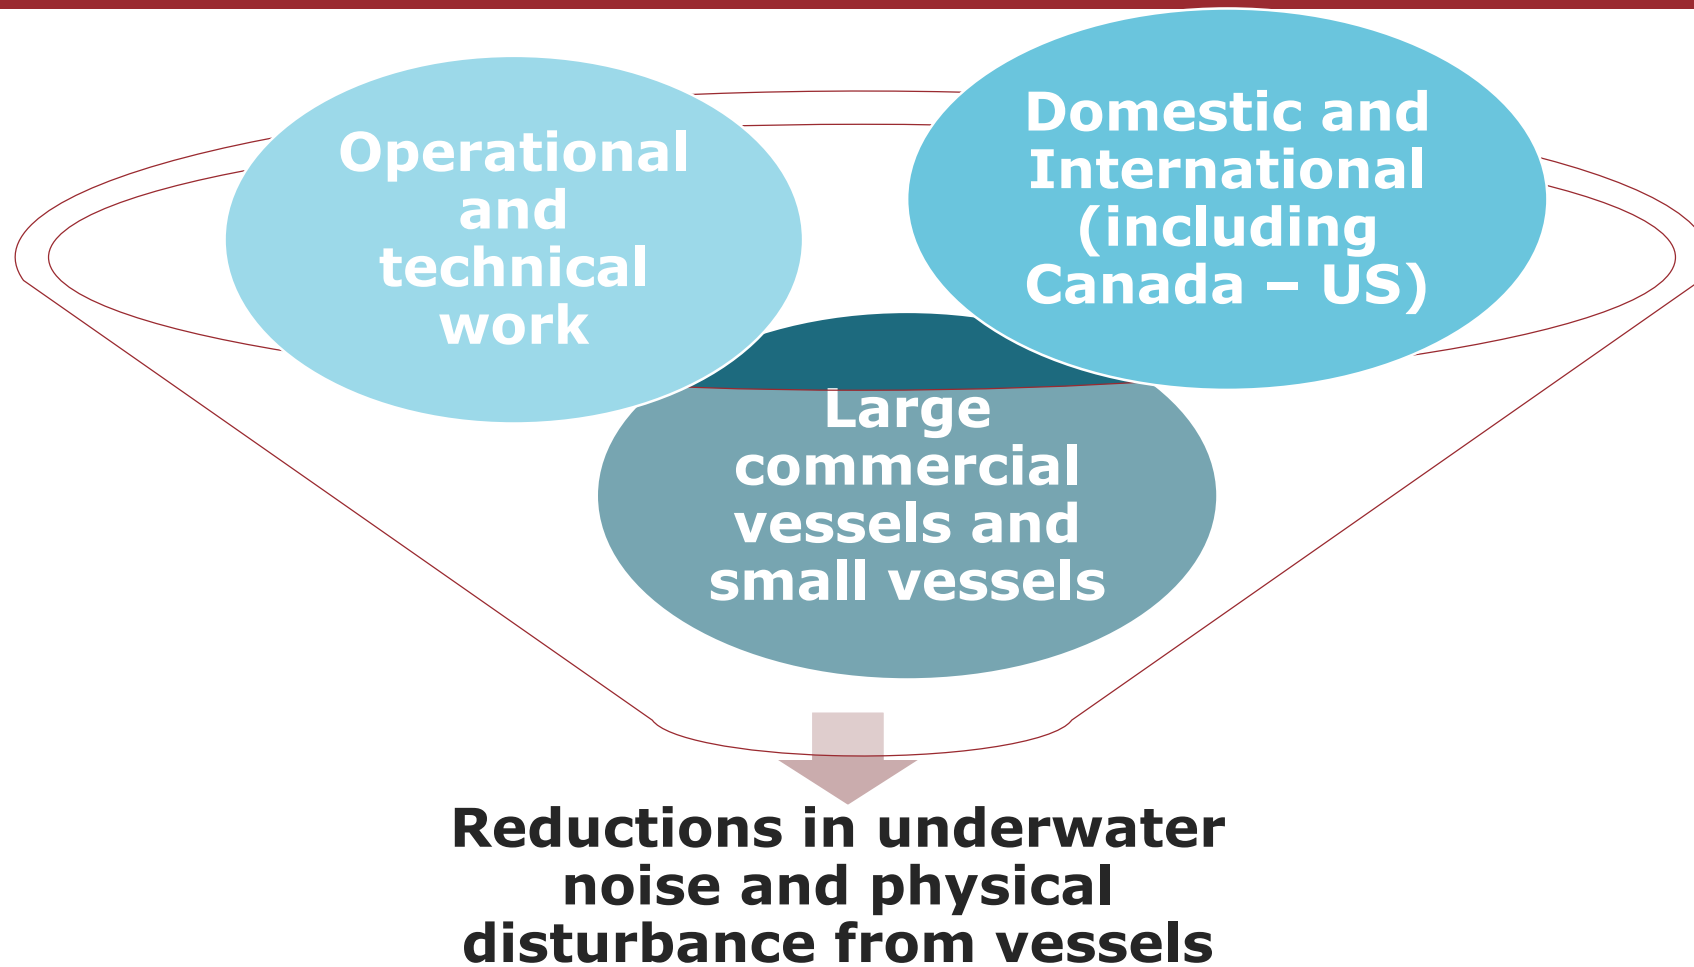 Operational
and
technical
work
Domestic and
International
(including
Canada – US)
Large
commercial
vessels and
small vessels
Reductions in underwater
noise and physical
disturbance from vessels